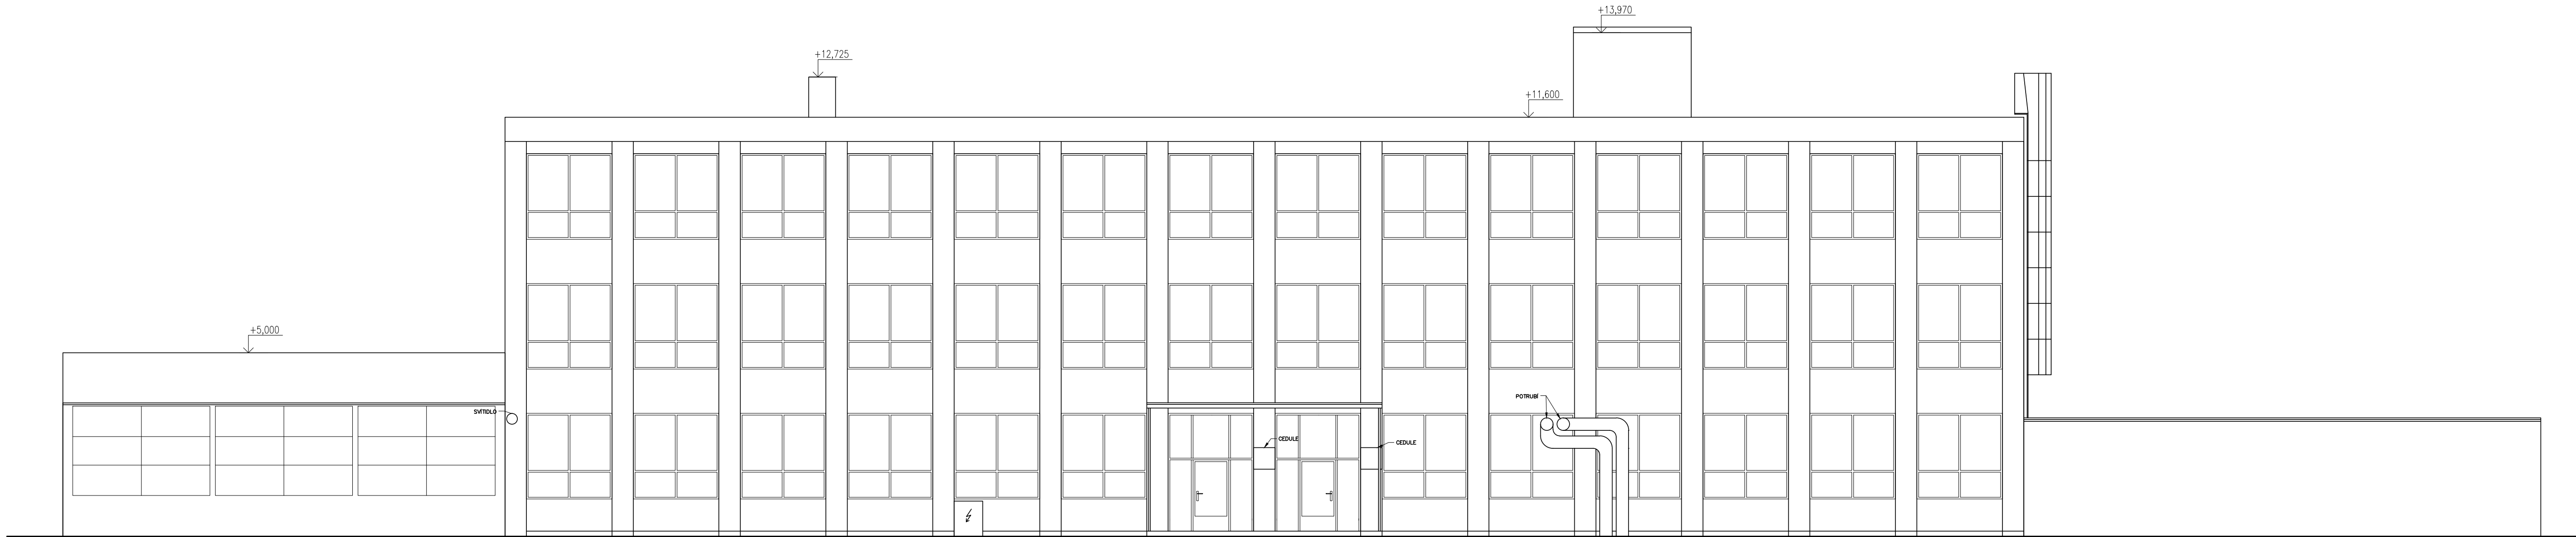 +13,970
+12,725
+11,600
+5,000
POTRUBÍ
SVÍTIDLO
CEDULE
CEDULE